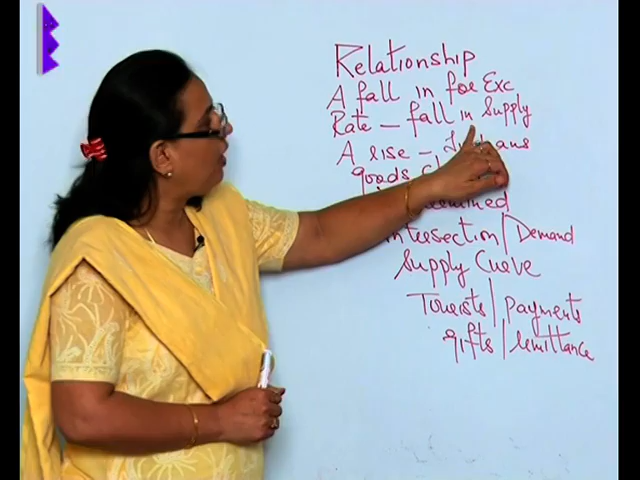 Relationship
A fall in for Exc
Rate – fall in Supply
A rise –
goods
Intersection / Demand
Supply Curve
Tourists / payments
gifts / remittance